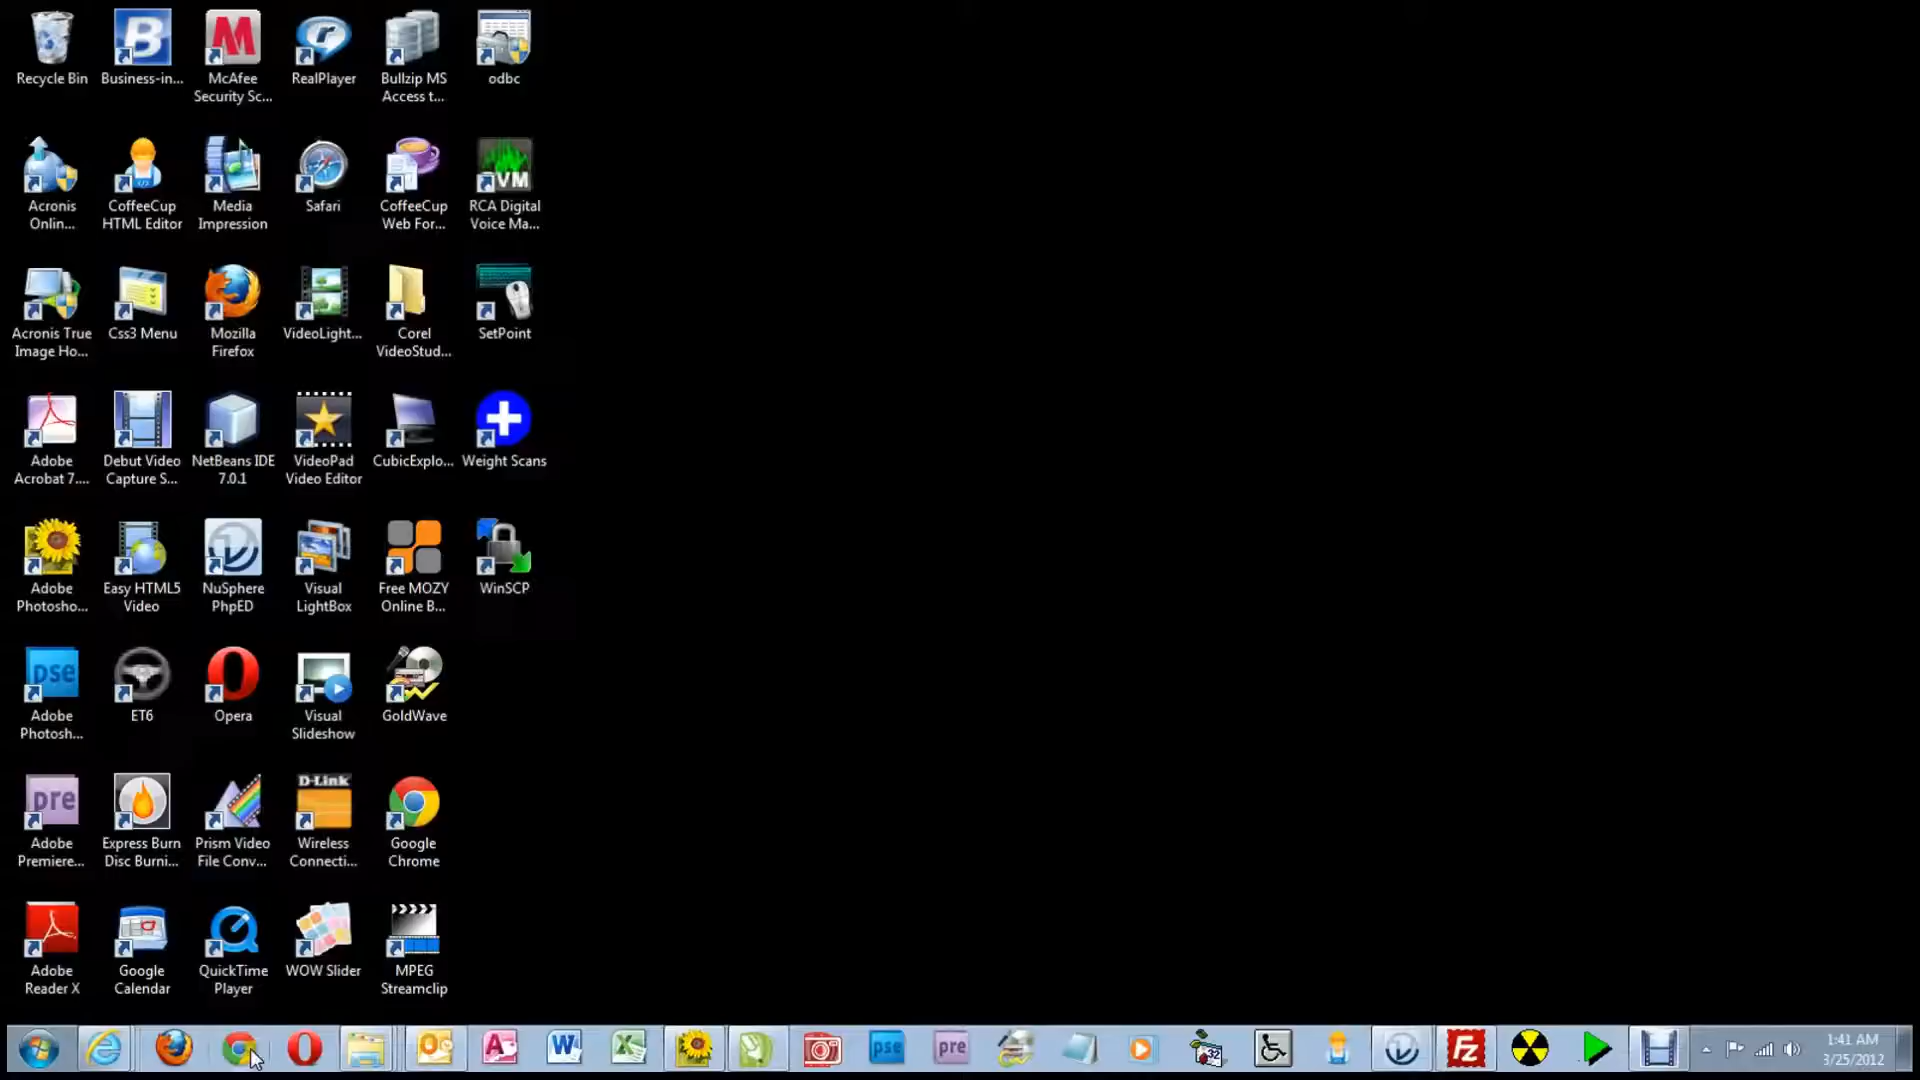 Recycle Bin
Business-in...
McAfee
Security Sc...
RealPlayer
Bullzip MS
Access t...
odbc
Acronis
Onlin...
CoffeeCup
HTML Editor
Media
Impression
Safari
CoffeeCup
Web For...
VM
RCA Digital
Voice Ma...
Acronis True
Image Ho...
Css3 Menu
Mozilla
Firefox
VideoLight...
Corel
VideoStud...
SetPoint
Adobe
Acrobat 7....
Debut Video
Capture S...
NetBeans IDE
7.0.1
VideoPad
Video Editor
CubicExplo...
Weight Scans
Adobe
Photosho...
Easy HTML5
Video
NuSphere
PhpED
Visual
LightBox
Free MOZY
Online B...
WinSCP
pse
Adobe
Photosh...
ET6
Opera
Visual
Slideshow
GoldWave
pre
Adobe
Premiere...
Express Burn
Disc Burni...
Prism Video
File Conv...
D-Link
Wireless
Connecti...
Google
Chrome
Adobe
Reader X
Google
Calendar
QuickTime
Player
WOW Slider
MPEG
Streamclip
pse
pre
32
FZ
1:41 AM
3/25/2012